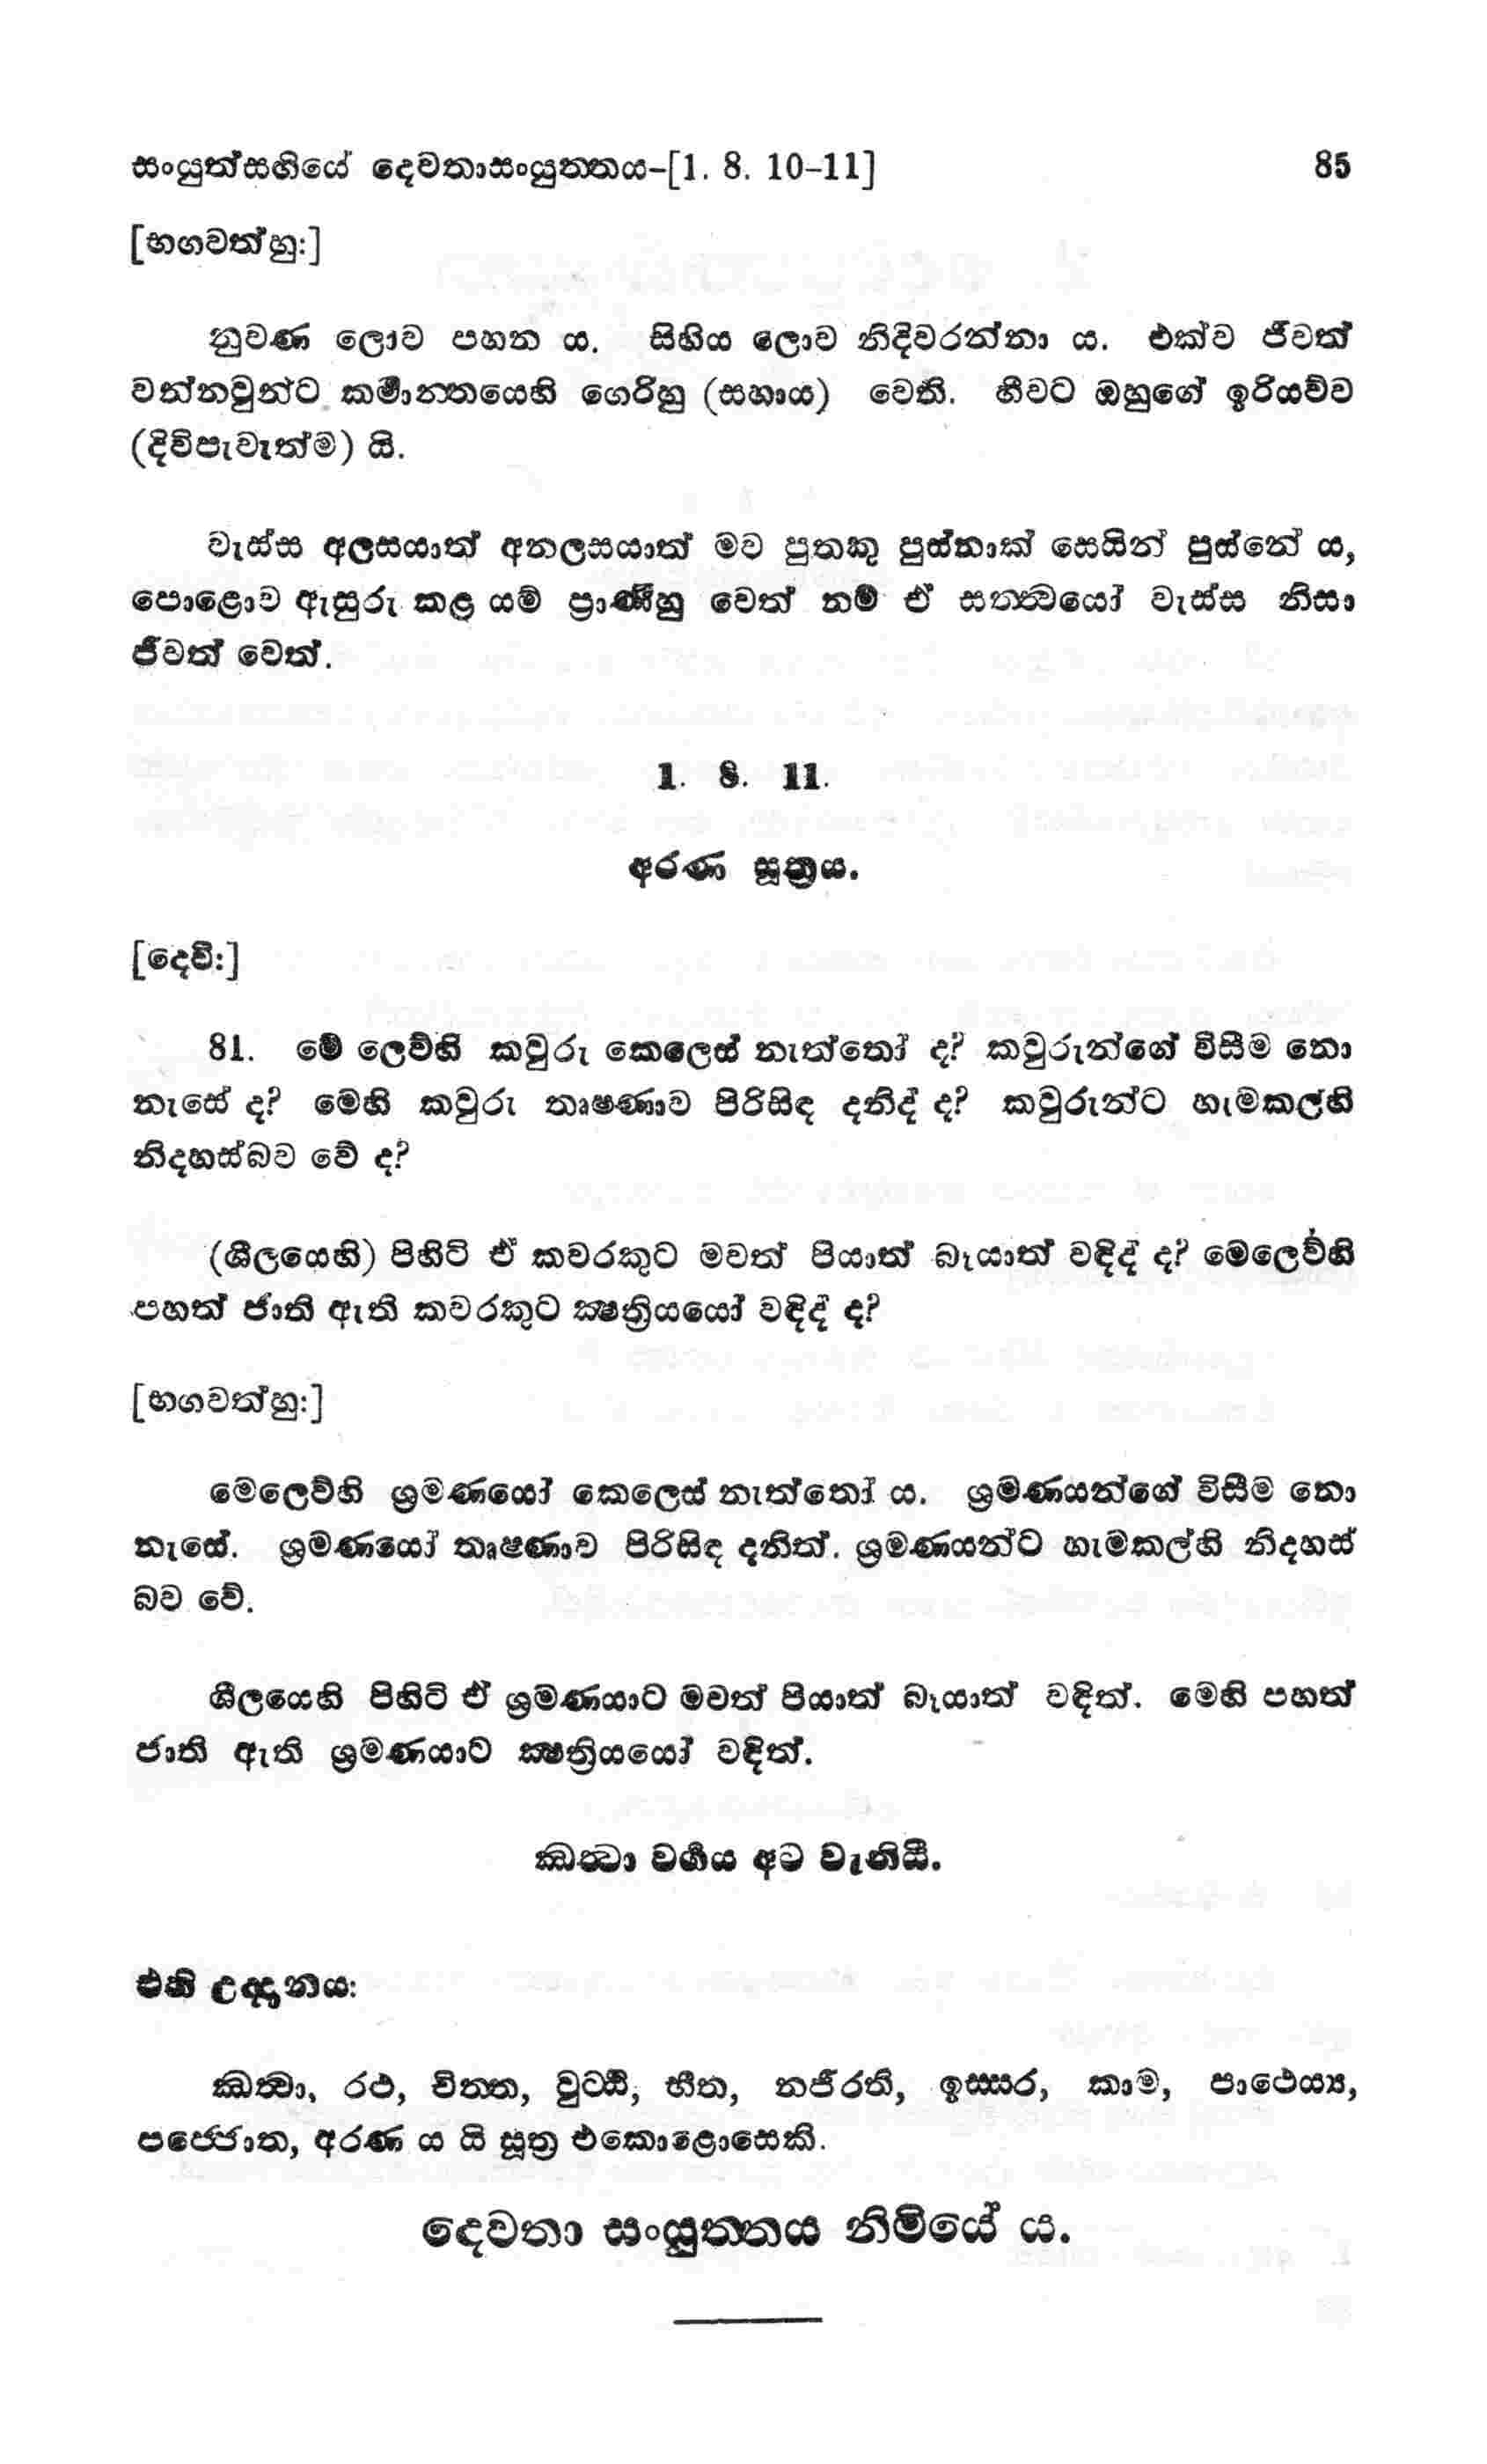 සංයුත්සඟියේ දෙවතාසංයුත්තය-[1. 8. 10-11] 85
[භගවත්හු:]
නුවණ ලොව පහන ය. සිහිය ලොව නිදිවරන්නා ය. එක්ව ජීවත්
වන්නවුන්ට කර්‍මාන්තයෙහි ගෙරිහු (සහාය) වෙති. හීවට ඔහුගේ ඉරියව්ව
(දිවිපැවැත්ම) යි.
වැස්ස අලසයාත් අනලසයාත් මව පුතකු පුස්නාක් සෙයින් පුස්නේ ය,
පොළොව ඇසුරු කළ යම් ප්‍රාණීහු වෙත් නම් ඒ සත්ත්‍වයෝ වැස්ස නිසා
ජීවත් වෙත්.
1. 8. 11.
අරණ සූත්‍රය.
[දෙවි:]
81. මේ ලෙව්හි කවුරු කෙලෙස් නැත්තෝ ද? කවුරුන්ගේ විසීම නො
නැසේ ද? මෙහි කවුරු තෘෂණාව පිරිසිඳ දනිද් ද? කවුරුන්ට හැමකල්හි
නිදහස්බව වේ ද?
(ශීලයෙහි) පිහිටි ඒ කවරකුට මවත් පියාත් බෑයාත් වඳිද් ද? මෙලෙව්හි
පහත් ජාති ඇති කවරකුට ක්‍ෂත්‍රියයෝ වඳිද් ද?
[භගවත්හු:]
මෙලෙව්හි ශ්‍රමණයෝ කෙලෙස් නැත්තෝ ය. ශ්‍රමණයන්ගේ විසීම නො
නැසේ. ශ්‍රමණයෝ තෘෂණාව පිරිසිඳ දනිත්. ශ්‍රමණයන්ට හැමකල්හි නිදහස්
බව වේ.
ශීලයෙහි පිහිටි ඒ ශ්‍රමණයාට මවත් පියාත් බෑයාත් වඳිත්. මෙහි පහත්
ජාති ඇති ශ්‍රමණයාට ක්‍ෂත්‍රියයෝ වඳිත්.
ඣත්‍වා වර්‍ගය අට වැනියි.
එහි උද්‍දානය:
ඣත්‍වා, රථ, චිත්ත, වුට්ඨි, භීත, නජීරති, ඉස්සර, කාම, පාථෙය්‍ය,
පජ්ජොත, අරණ ය යි සූත්‍ර එකොළොසෙකි.
දෙවතා සංයුත්තය නිමියේ ය.